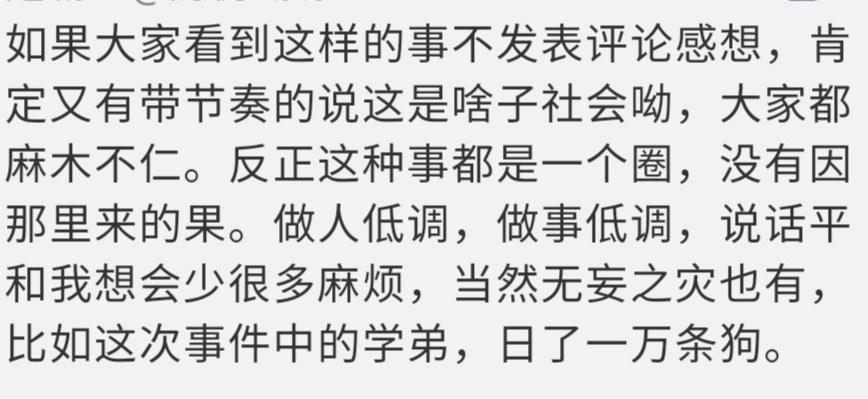 如果大家看到这样的事不发表评论感想，肯
定又有带节奏的说这是啥子社会呦，大家都
麻木不仁。反正这种事都是一个圈，没有因
那里来的果。做人低调，做事低调，说话平
和我想会少很多麻烦，当然无妄之灾也有，
比如这次事件中的学弟，日了一万条狗。